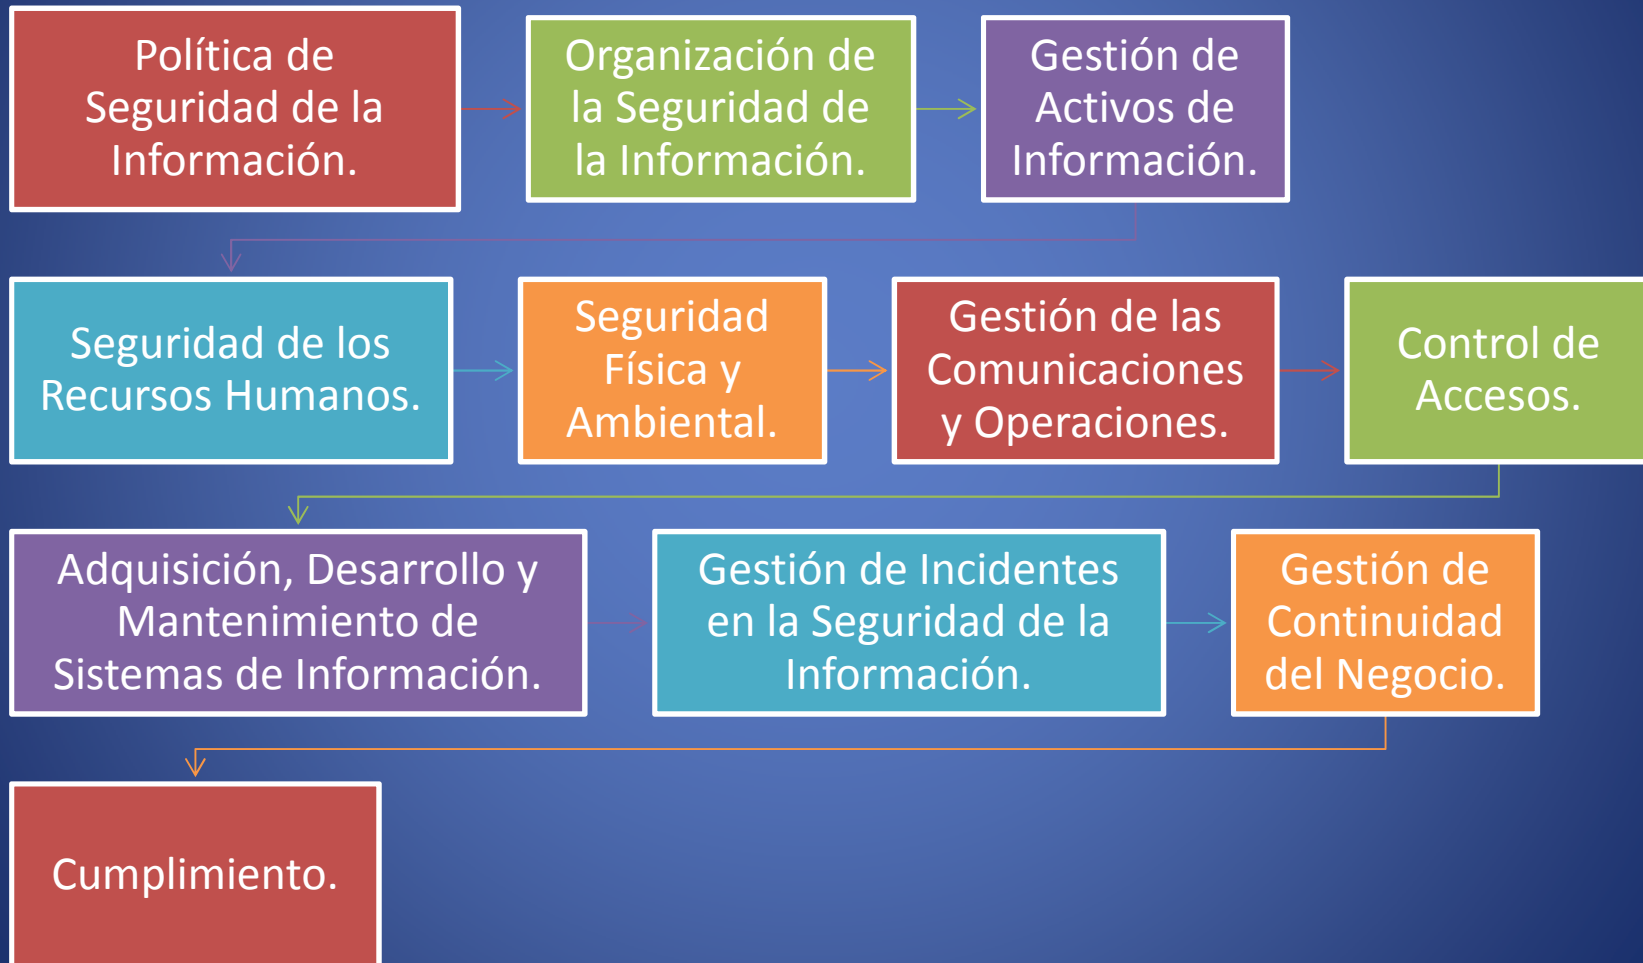 Política de
Seguridad de la
Información.
Organización de
la Seguridad de
la Información.
Gestión de
Activos de
Información.
Seguridad de los
Recursos Humanos.
Seguridad
Física y
Ambiental.
Gestión de las
Comunicaciones
y Operaciones.
Control de
Accesos.
Adquisición, Desarrollo y
Mantenimiento de
Sistemas de Información.
Gestión de Incidentes
en la Seguridad de la
Información.
Gestión de
Continuidad
del Negocio.
Cumplimiento.